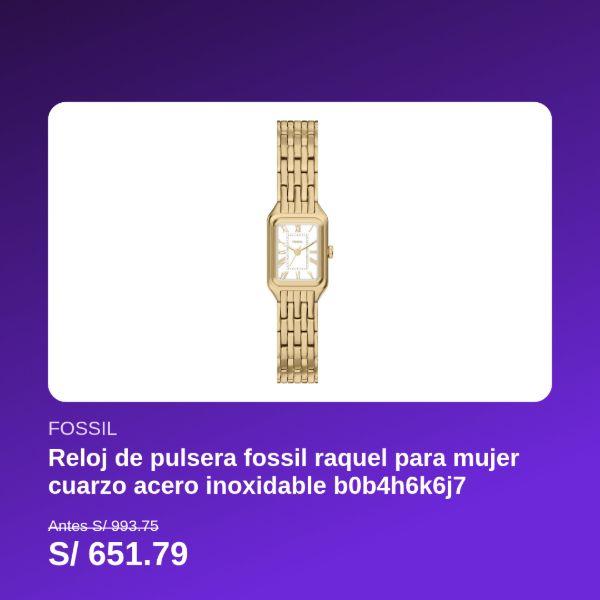 FOSSIL
Reloj de pulsera fossil raquel para mujer
cuarzo acero inoxidable b0b4h6k6j7
Antes S/ 993.75
S/ 651.79